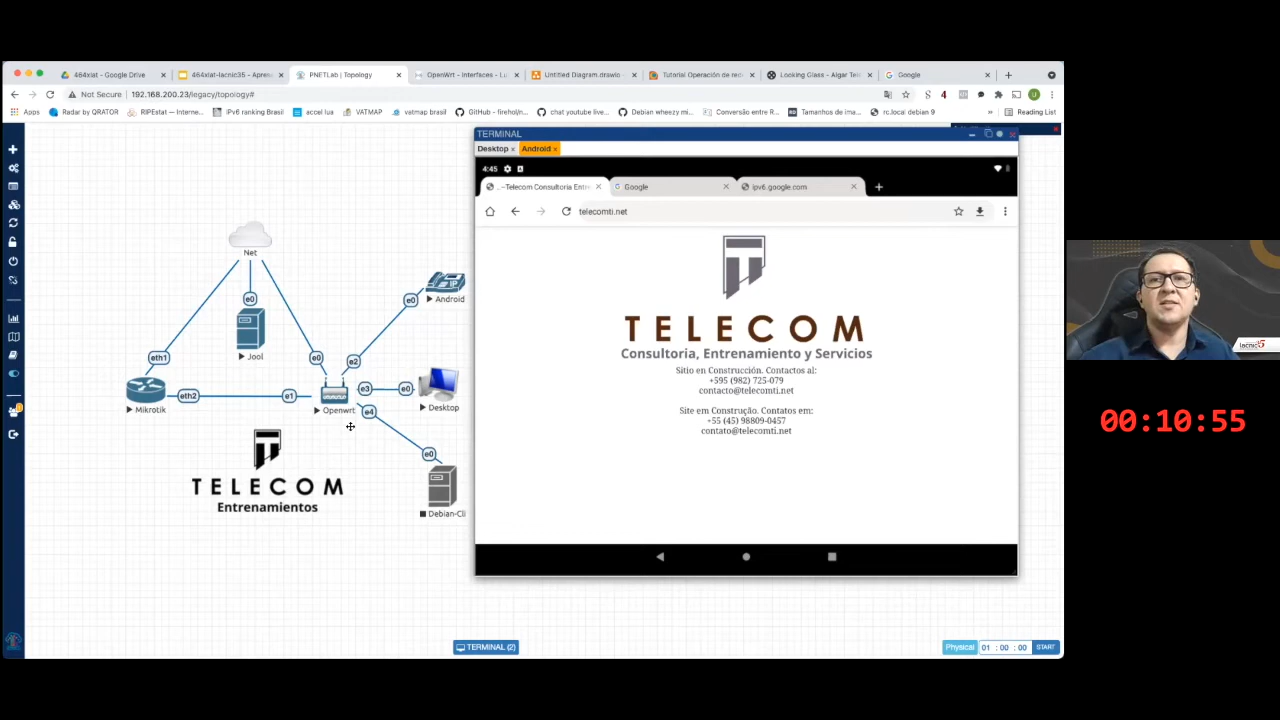 464xlat - Google Drive
464xlat-lacnic35 - Apren
PNETLab | Topology
OpenWrt - Interfaces - Lu
Untitled Diagram.drawio
Tutorial Operación de red
Looking Glass - Algar Tel
Google
Not Secure
192.168.200.23/legacy/topology#
Apps
Radar by QRATOR
RIPEstat — Interne...
IPv6 ranking Brasil
accel lua
VATMAP
vatmap brasil
GitHub - firehol/n...
chat youtube live...
Debian wheezy mi...
Conversão entre R...
Tamanhos de ima...
rc.local debian 9
Reading List
TERMINAL
Desktop
Android
4:45
Telecom Consultoria Entre
Google
ipv6.google.com
telecomti.net
TELECOM
Consultoria, Entrenamiento y Servicios
Sitio en Construcción. Contactos al:
+595 (982) 725-079
contacto@telecomti.net
Site em Construção. Contatos em:
+55 (45) 98809-0457
contato@telecomti.net
Net
e0
Jool
eth1
e0
Mikrotik
eth2
e1
Openwrt
e2
e0
Android
e3
e0
Desktop
e4
e0
Debian-Cli
TELECOM
Entrenamientos
TERMINAL (2)
Physical
01 : 00 : 00
START
lacnic
00:10:55